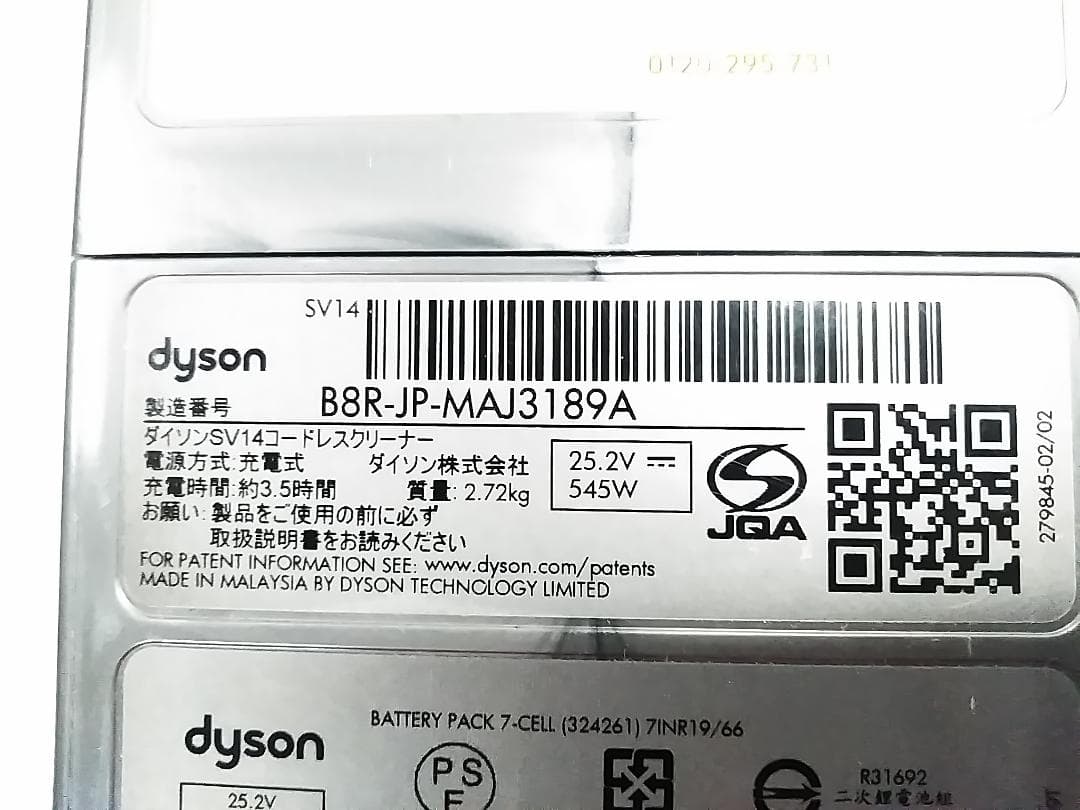 0120 295 731
SV14
dyson
製造番号 B8R-JP-MAJ3189A
ダイソンSV14コードレスクリーナー
電源方式:充電式 ダイソン株式会社
充電時間:約3.5時間 質量: 2.72kg
お願い: 製品をご使用の前に必ず
取扱説明書をお読みください
25.2V
545W
JQA
279845-02/02
FOR PATENT INFORMATION SEE: www.dyson.com/patents
MADE IN MALAYSIA BY DYSON TECHNOLOGY LIMITED
dyson
BATTERY PACK 7-CELL (324261) 7INR19/66
25.2V
PS
E
R31692
二次鋰電池組